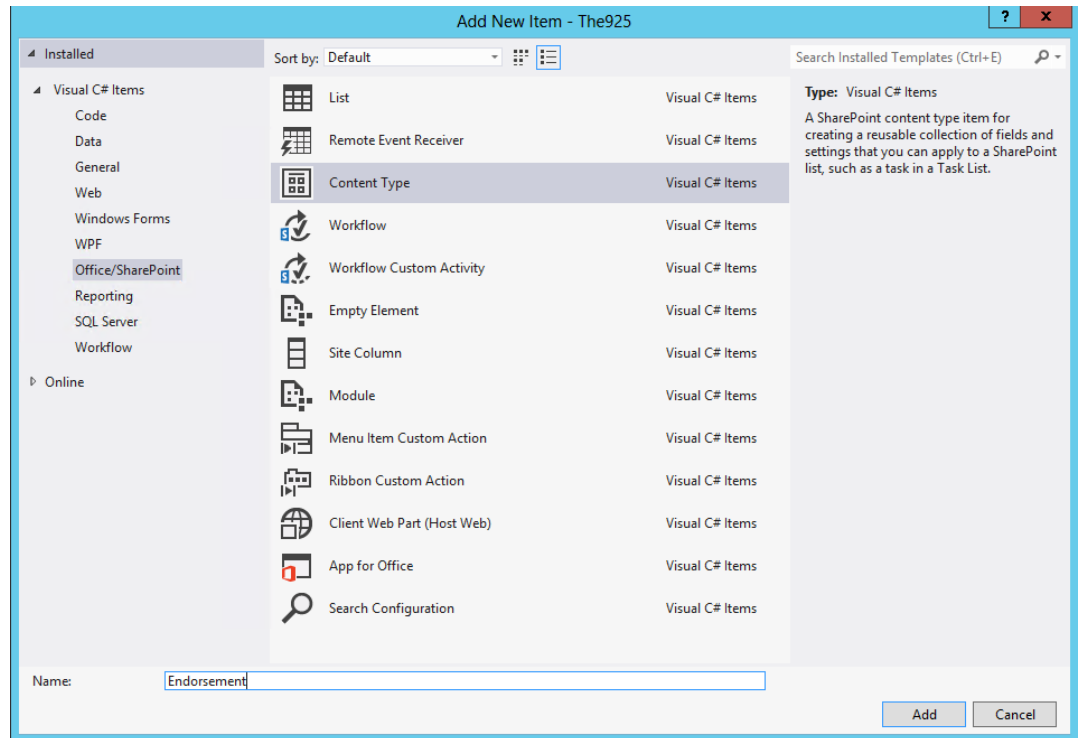 Add New Item - The925
? x
Installed
Sort by: Default
Search Installed Templates (Ctrl+E)
Visual C# Items
Code
Data
General
Web
Windows Forms
WPF
Office/SharePoint
Reporting
SQL Server
Workflow
Online
List Visual C# Items
Remote Event Receiver Visual C# Items
Content Type Visual C# Items
Workflow Visual C# Items
Workflow Custom Activity Visual C# Items
Empty Element Visual C# Items
Site Column Visual C# Items
Module Visual C# Items
Menu Item Custom Action Visual C# Items
Ribbon Custom Action Visual C# Items
Client Web Part (Host Web) Visual C# Items
App for Office Visual C# Items
Search Configuration Visual C# Items
Type: Visual C# Items
A SharePoint content type item for
creating a reusable collection of fields and
settings that you can apply to a SharePoint
list, such as a task in a Task List.
Name: Endorsement
Add Cancel